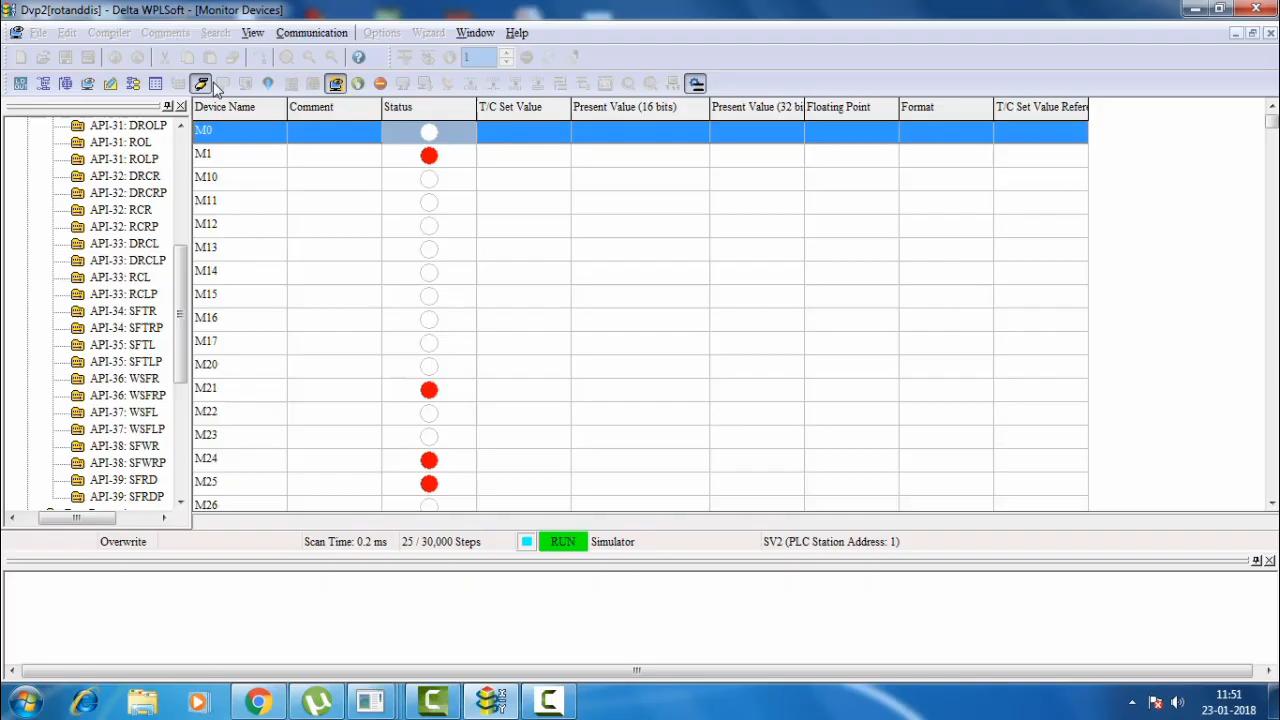 Dvp2[rotanddis] - Delta WPLSoft - [Monitor Devices]
File Edit Compiler Comments Search View Communication Options Wizard Window Help
1
Device Name Comment Status T/C Set Value Present Value (16 bits) Present Value (32 bi Floating Point Format T/C Set Value Refere
API-31: DROLP
API-31: ROL
API-31: ROLP
API-32: DRCR
API-32: DRCRP
API-32: RCR
API-32: RCRP
API-33: DRCL
API-33: DRCLP
API-33: RCL
API-33: RCLP
API-34: SFTR
API-34: SFTRP
API-35: SFTL
API-35: SFTLP
API-36: WSFR
API-36: WSFRP
API-37: WSFL
API-37: WSFLP
API-38: SFWR
API-38: SFWRP
API-39: SFRD
API-39: SFRDP
M0
M1
M10
M11
M12
M13
M14
M15
M16
M17
M20
M21
M22
M23
M24
M25
M26
Overwrite Scan Time: 0.2 ms 25 / 30,000 Steps RUN Simulator SV2 (PLC Station Address: 1)
11:51
23-01-2018